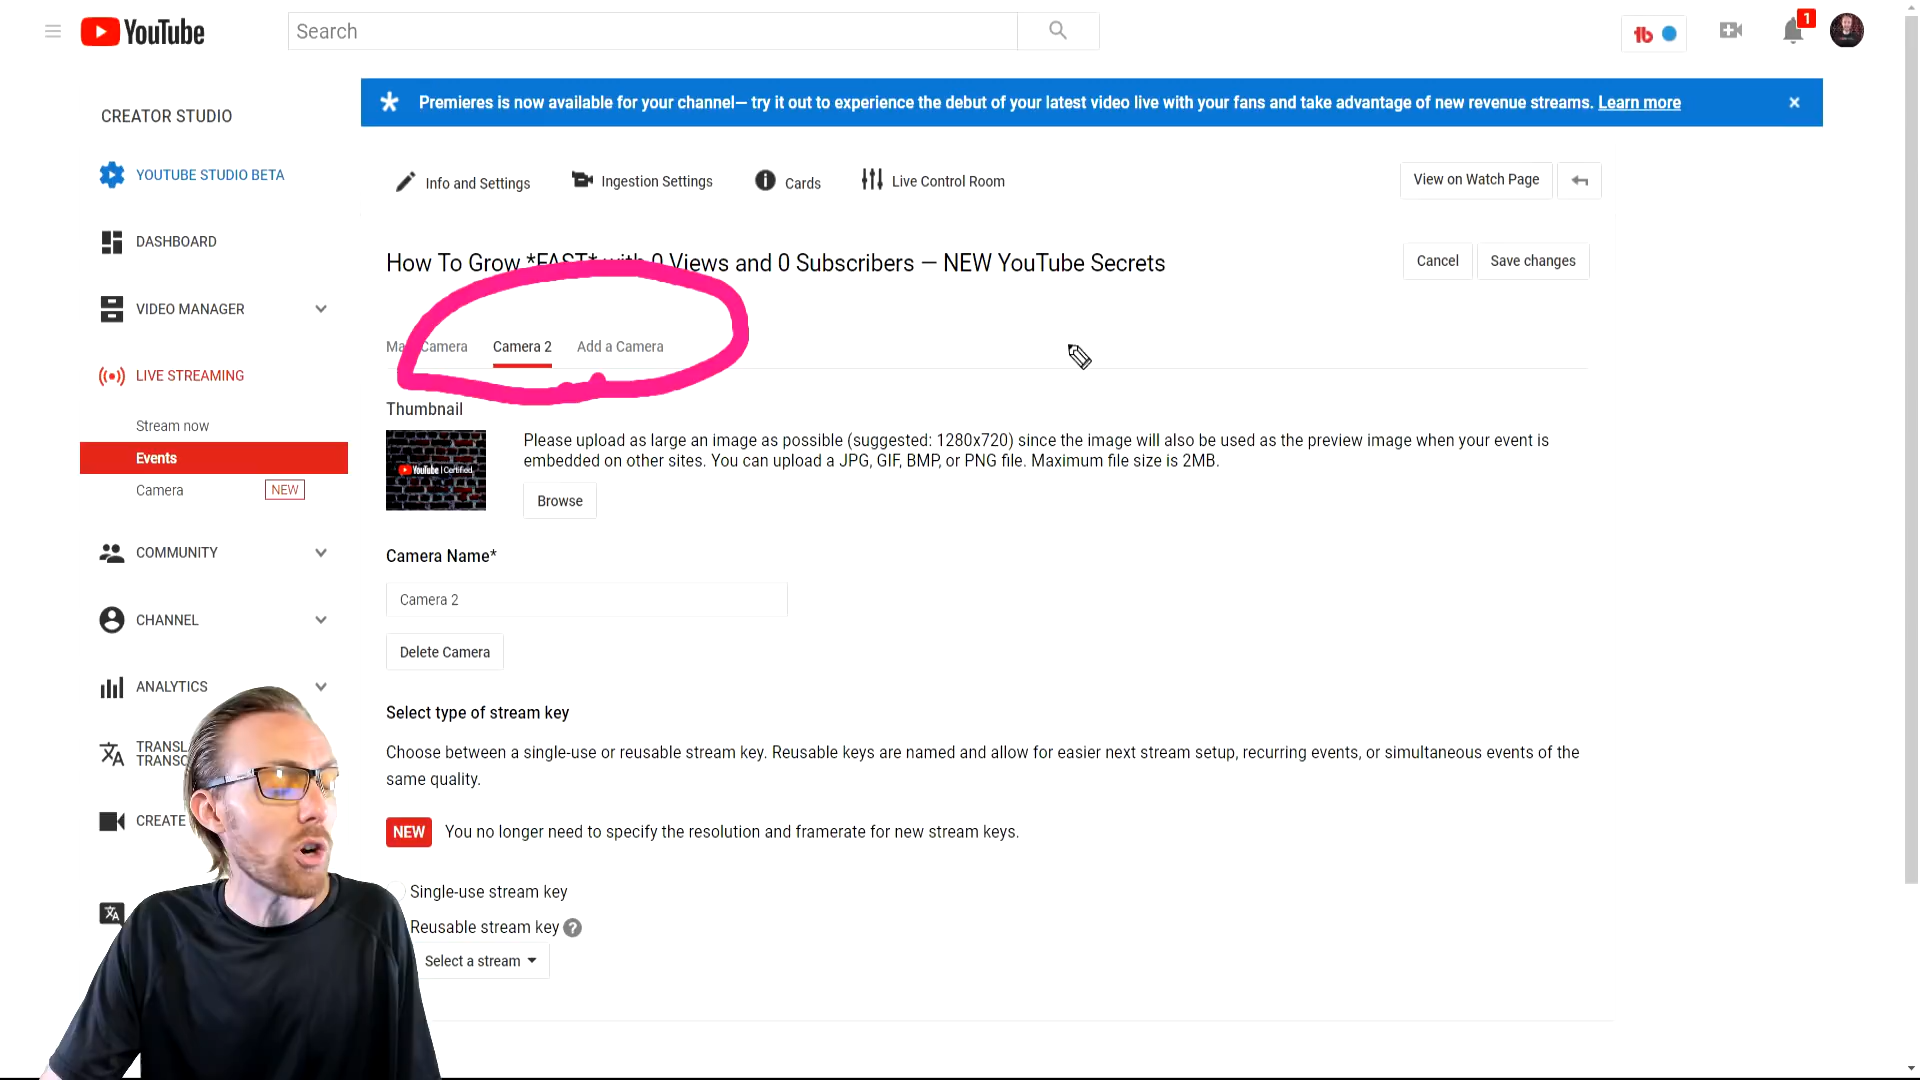 YouTube
Search
1
CREATOR STUDIO
Premieres is now available for your channel— try it out to experience the debut of your latest video live with your fans and take advantage of new revenue streams. Learn more
YOUTUBE STUDIO BETA
DASHBOARD
VIDEO MANAGER
LIVE STREAMING
Stream now
Events
Camera
NEW
COMMUNITY
CHANNEL
ANALYTICS
CREATE
Info and Settings
Ingestion Settings
Cards
Live Control Room
View on Watch Page
How To Grow *FAST* with 0 Views and 0 Subscribers — NEW YouTube Secrets
Cancel
Save changes
Camera
Camera 2
Add a Camera
Thumbnail
YouTube | Certified
Please upload as large an image as possible (suggested: 1280x720) since the image will also be used as the preview image when your event is
embedded on other sites. You can upload a JPG, GIF, BMP, or PNG file. Maximum file size is 2MB.
Browse
Camera Name*
Camera 2
Delete Camera
Select type of stream key
Choose between a single-use or reusable stream key. Reusable keys are named and allow for easier next stream setup, recurring events, or simultaneous events of the
same quality.
NEW You no longer need to specify the resolution and framerate for new stream keys.
Single-use stream key
Reusable stream key ?
Select a stream